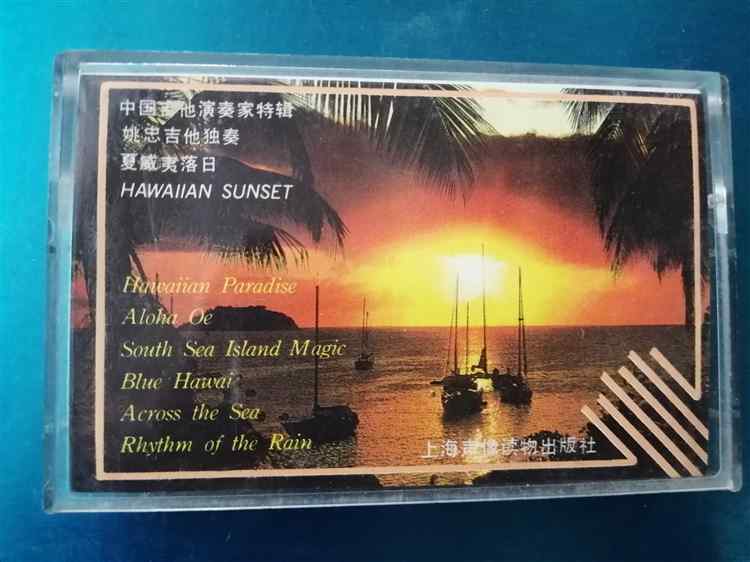 中国吉他演奏家特辑
姚忠吉他独奏
夏威夷落日
HAWAIIAN SUNSET
Hawaiian Paradise
Aloha Oe
South Sea Island Magic
Blue Hawai
Across the Sea
Rhythm of the Rain
上海声像读物出版社